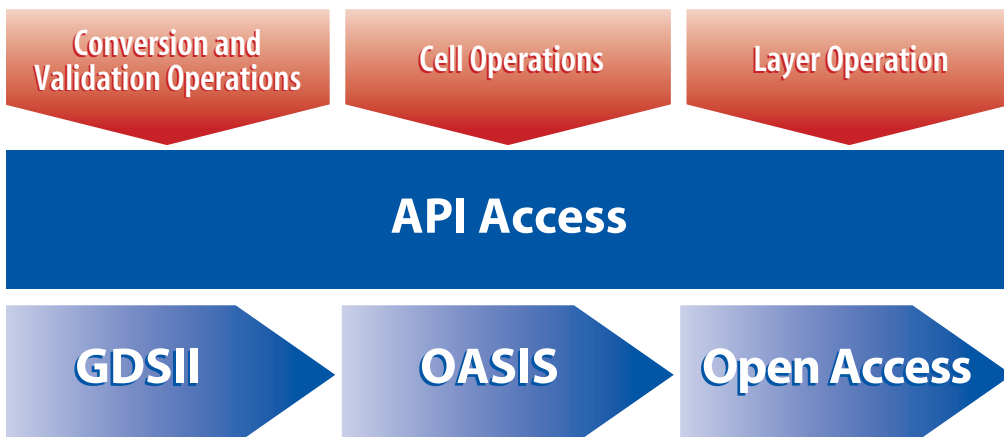 Conversion and
Validation Operations
Cell Operations
Layer Operation
API Access
GDSII
OASIS
Open Access